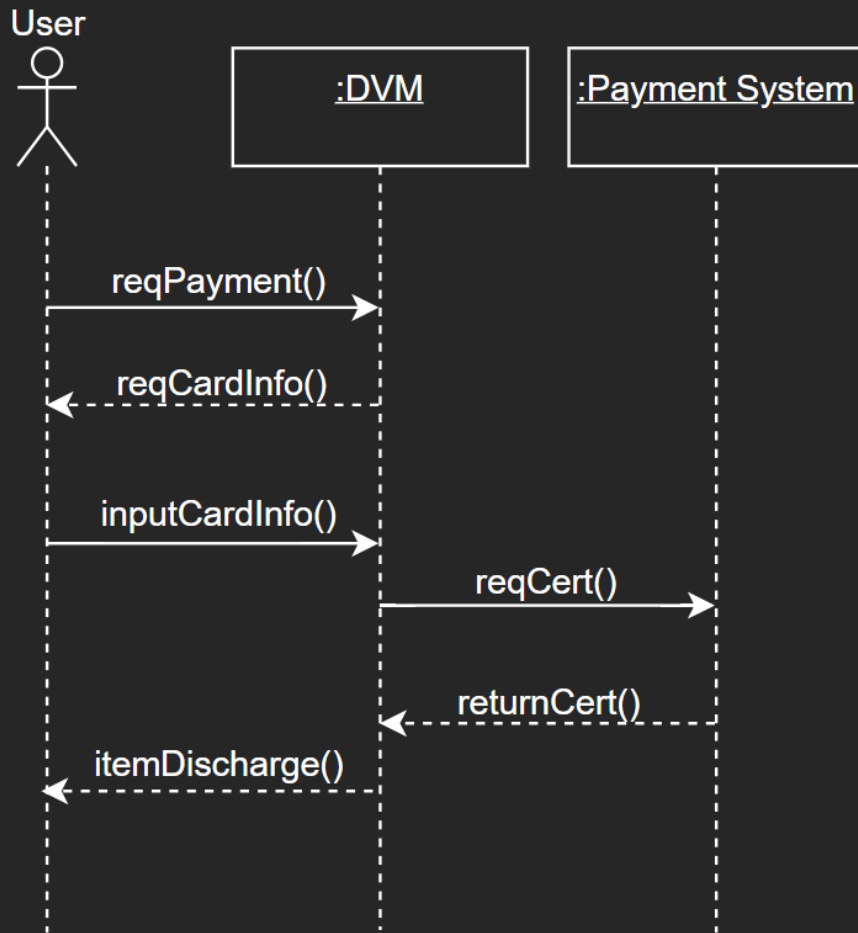 User
:DVM
:Payment System
reqPayment()
reqCardInfo()
inputCardInfo()
reqCert()
returnCert()
itemDischarge()